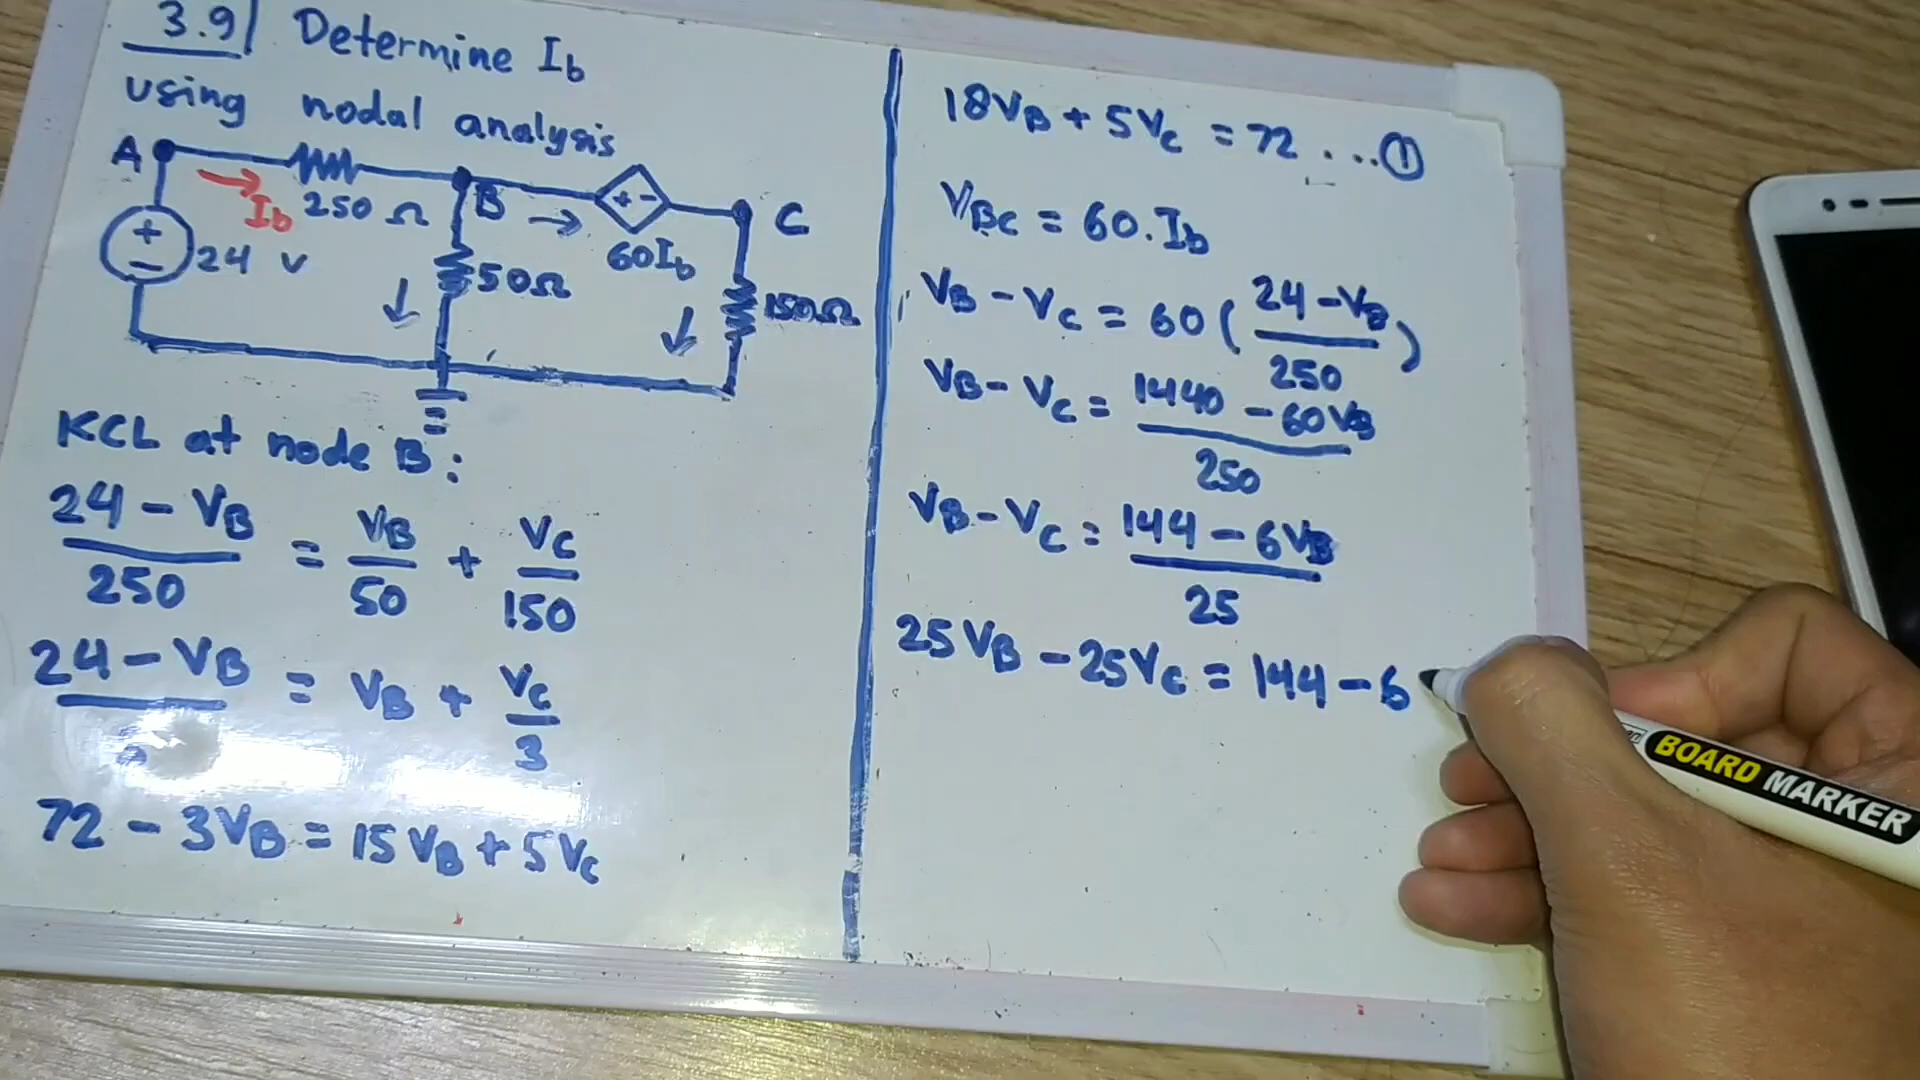 3.9 Determine Ib
using nodal analysis
A
Ib
250 Ω
B
+ -
60Ib
C
+
-
24 V
50Ω
150Ω
KCL at node B:
24 - VB
250
=
VB
50
+
VC
150
24 - VB
= VB +
VC
3
72 - 3VB = 15VB + 5VC
18VB + 5VC = 72 ...①
VBC = 60.Ib
VB - VC = 60(
24 - VB
250
)
VB - VC =
1440 - 60VB
250
VB - VC =
144 - 6VB
25
25VB - 25VC = 144 - 6
BOARD MARKER